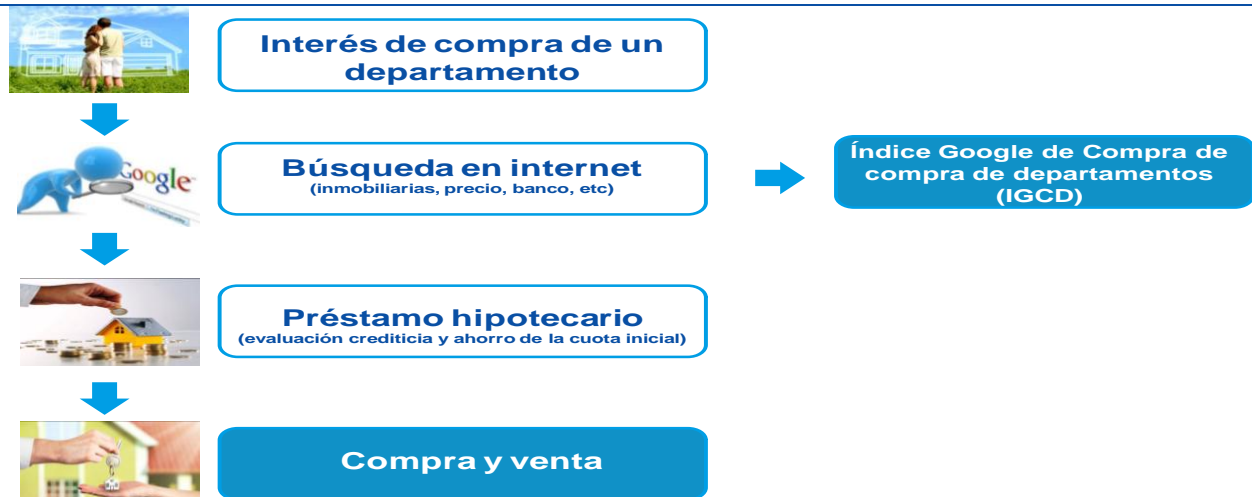 Interés de compra de un
departamento
Google
Búsqueda en internet
(inmobiliarias, precio, banco, etc)
Índice Google de Compra de
compra de departamentos
(IGCD)
Préstamo hipotecario
(evaluación crediticia y ahorro de la cuota inicial)
Compra y venta